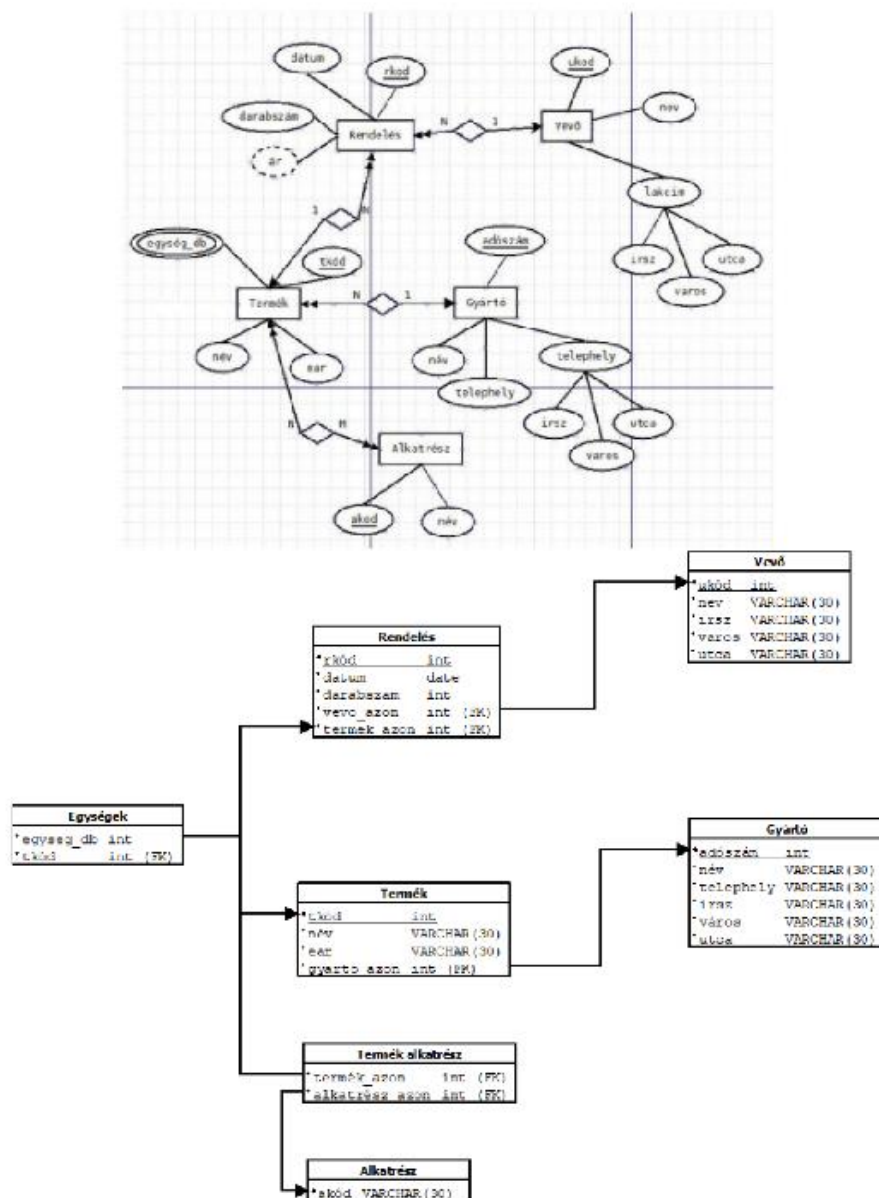 datum
rkod
ukod
nev
darabszám
Rendelés
N
1
Vevő
ar
lakcim
1
N
egység_db
tkód
adószám
irsz
utca
varos
Termék
N
1
Gyártó
név
ear
név
telephely
telephely
irsz
utca
varos
N
M
Alkatrész
akod
név
Vevő
ukód int
nev VARCHAR(30)
irsz VARCHAR(30)
varos VARCHAR(30)
utca VARCHAR(30)
Rendelés
rkód int
datum date
darabszam int
vevo_azon int (FK)
termek_azon int (FK)
Egységek
egyseg_db int
tkód int (FK)
Gyártó
adószám int
név VARCHAR(30)
telephely VARCHAR(30)
irsz VARCHAR(30)
város VARCHAR(30)
utca VARCHAR(30)
Termék
tkód int
név VARCHAR(30)
ear VARCHAR(30)
gyarto_azon int (FK)
Termék alkatrész
termék_azon int (FK)
alkatrész_azon int (FK)
Alkatrész
akód VARCHAR(30)